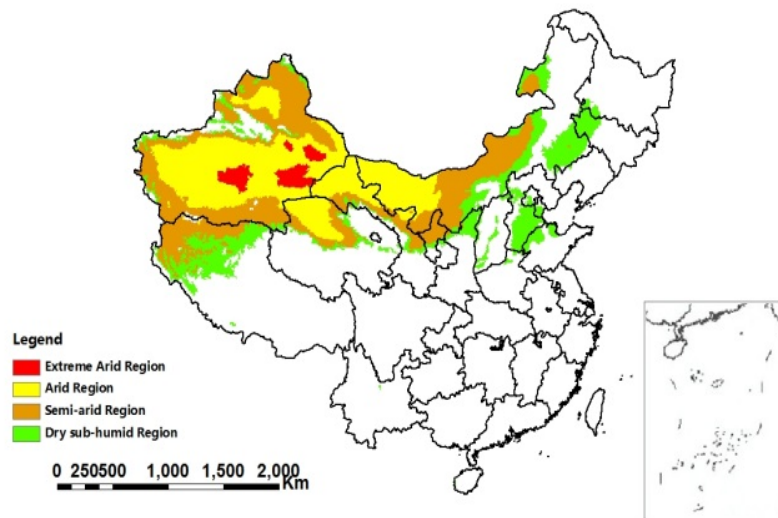 Legend
Extreme Arid Region
Arid Region
Semi-arid Region
Dry sub-humid Region
0 250500 1,000 1,500 2,000
Km